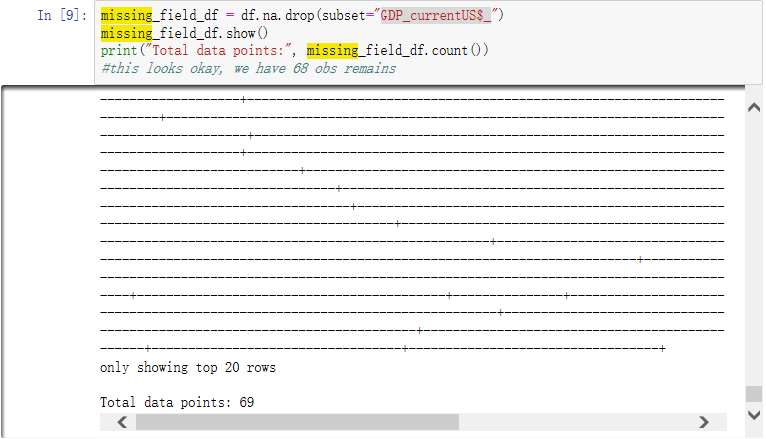 In [9]: missing_field_df = df.na.drop(subset="GDP_currentUS$_")
missing_field_df.show()
print("Total data points:", missing_field_df.count())
#this looks okay, we have 68 obs remains
-------------------+-----------------------------------------------------------------
--------+----------------------------------------------------------------------------
--------------------+----------------------------------------------------------------
-------------------+-----------------------------------------------------------------
---------------------------+---------------------------------------------------------
--------------------------------+----------------------------------------------------
----------------------------------+--------------------------------------------------
----------------------------------------+--------------------------------------------
-----------------------------------------------------+-------------------------------
-------------------------------------------------------------------------+-----------
-------------------------------------------------------------------------------------
----+------------------------------------------+---------------+---------------------
------------------------------------------------------+------------------------------
-------------------------------------------+-----------------------------------------
------+----------------------------------+----------------------------------+
only showing top 20 rows
Total data points: 69